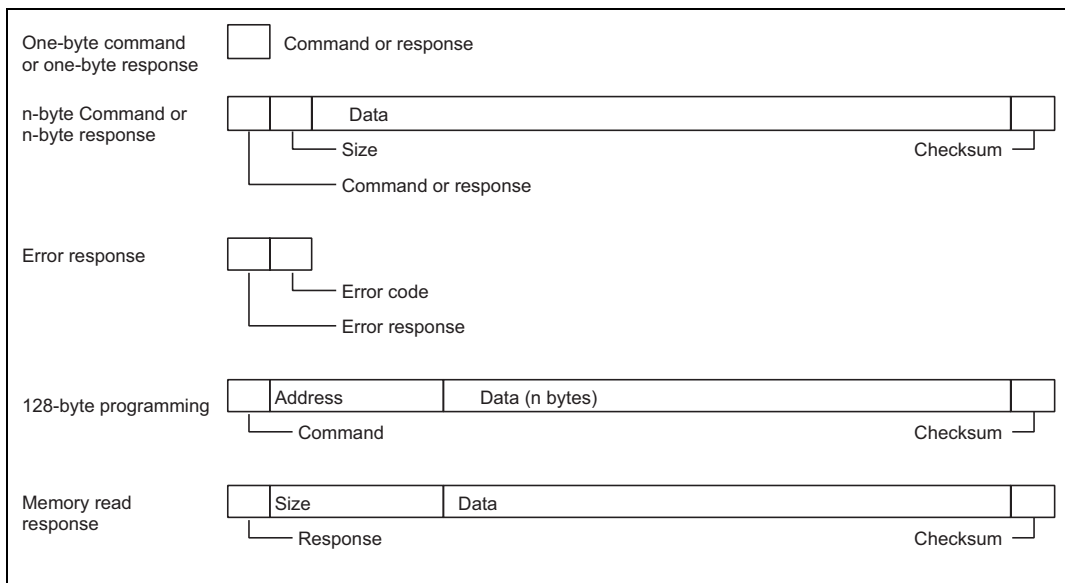 One-byte command
or one-byte response
Command or response
n-byte Command or
n-byte response
Data
Size
Checksum
Command or response
Error response
Error code
Error response
128-byte programming
Address
Data (n bytes)
Command
Checksum
Memory read
response
Size
Data
Response
Checksum